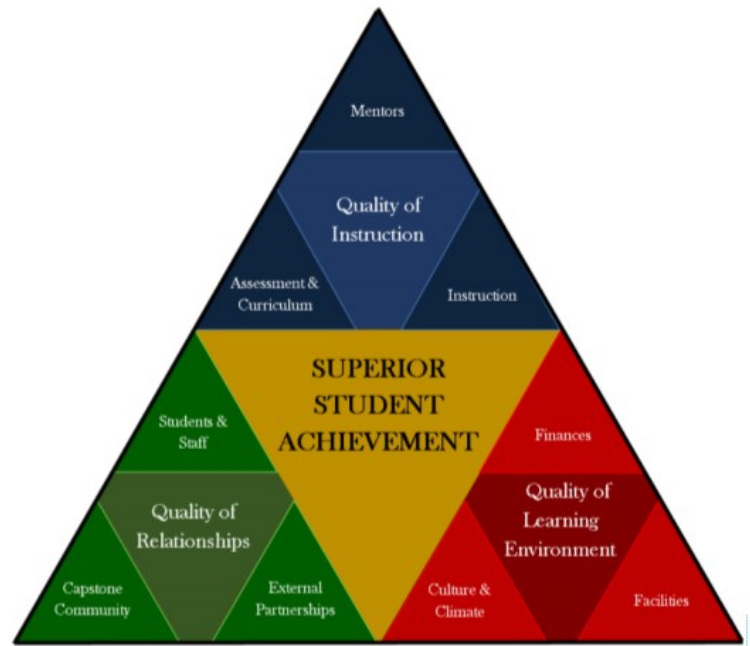 Mentors
Quality of
Instruction
Assessment &
Curriculum
Instruction
SUPERIOR
STUDENT
ACHIEVEMENT
Students &
Staff
Quality of
Relationships
Capstone
Community
External
Partnerships
Finances
Quality of
Learning
Environment
Culture &
Climate
Facilities